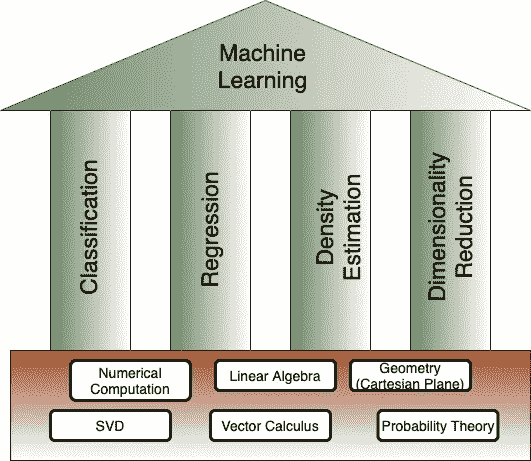 Machine
Learning
Classification
Regression
Density
Estimation
Dimensionality
Reduction
Numerical
Computation
Linear Algebra
Geometry
(Cartesian Plane)
SVD
Vector Calculus
Probability Theory